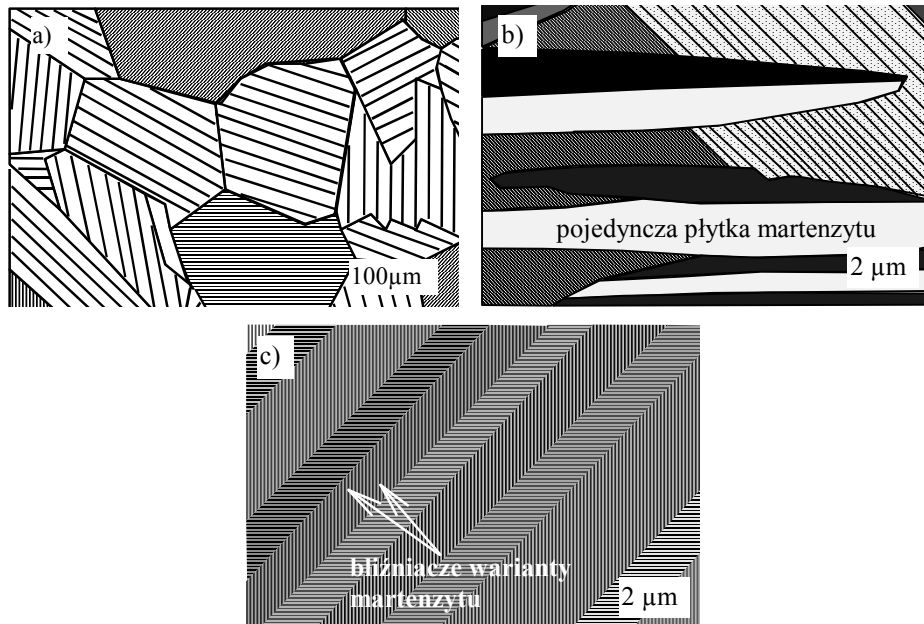 a)
100µm
b)
pojedyncza płytka martenzytu
2 µm
c)
bliźniacze warianty
martenzytu
2 µm